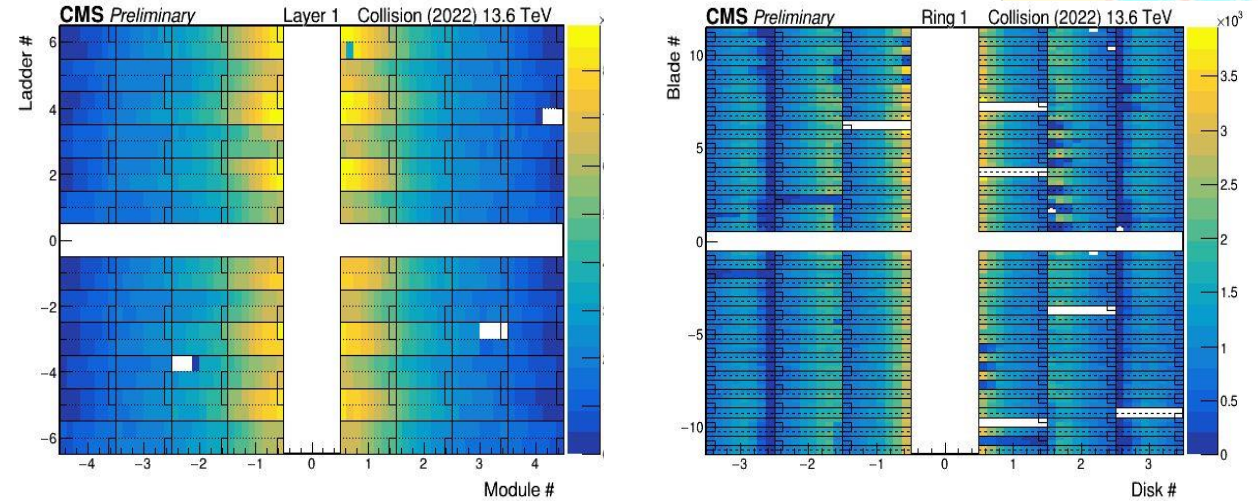 CMS Preliminary Layer 1 Collision (2022) 13.6 TeV
Ladder #
6
4
2
0
−2
−4
−6
−4 −3 −2 −1 0 1 2 3 4
Module #
CMS Preliminary Ring 1 Collision (2022) 13.6 TeV
×10³
Blade #
10
5
0
−5
−10
−3 −2 −1 0 1 2 3
Disk #
3.5
3
2.5
2
1.5
1
0.5
0